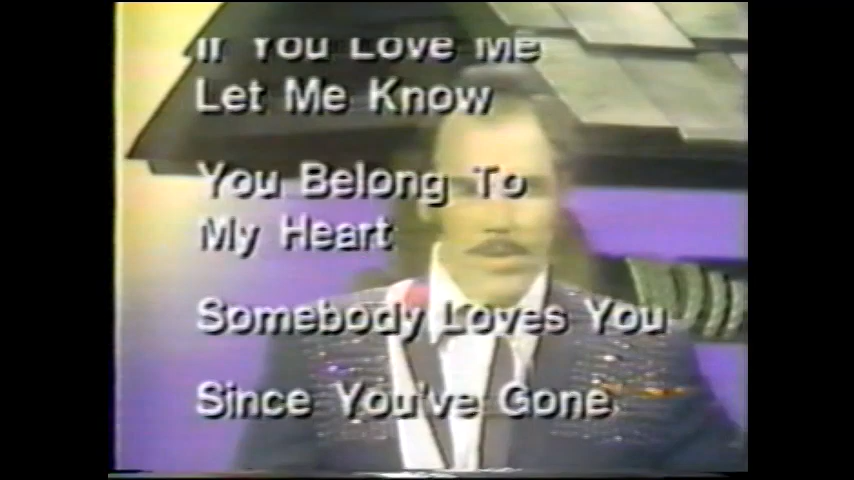 If You Love Me
Let Me Know
You Belong To
My Heart
Somebody Loves You
Since You've Gone